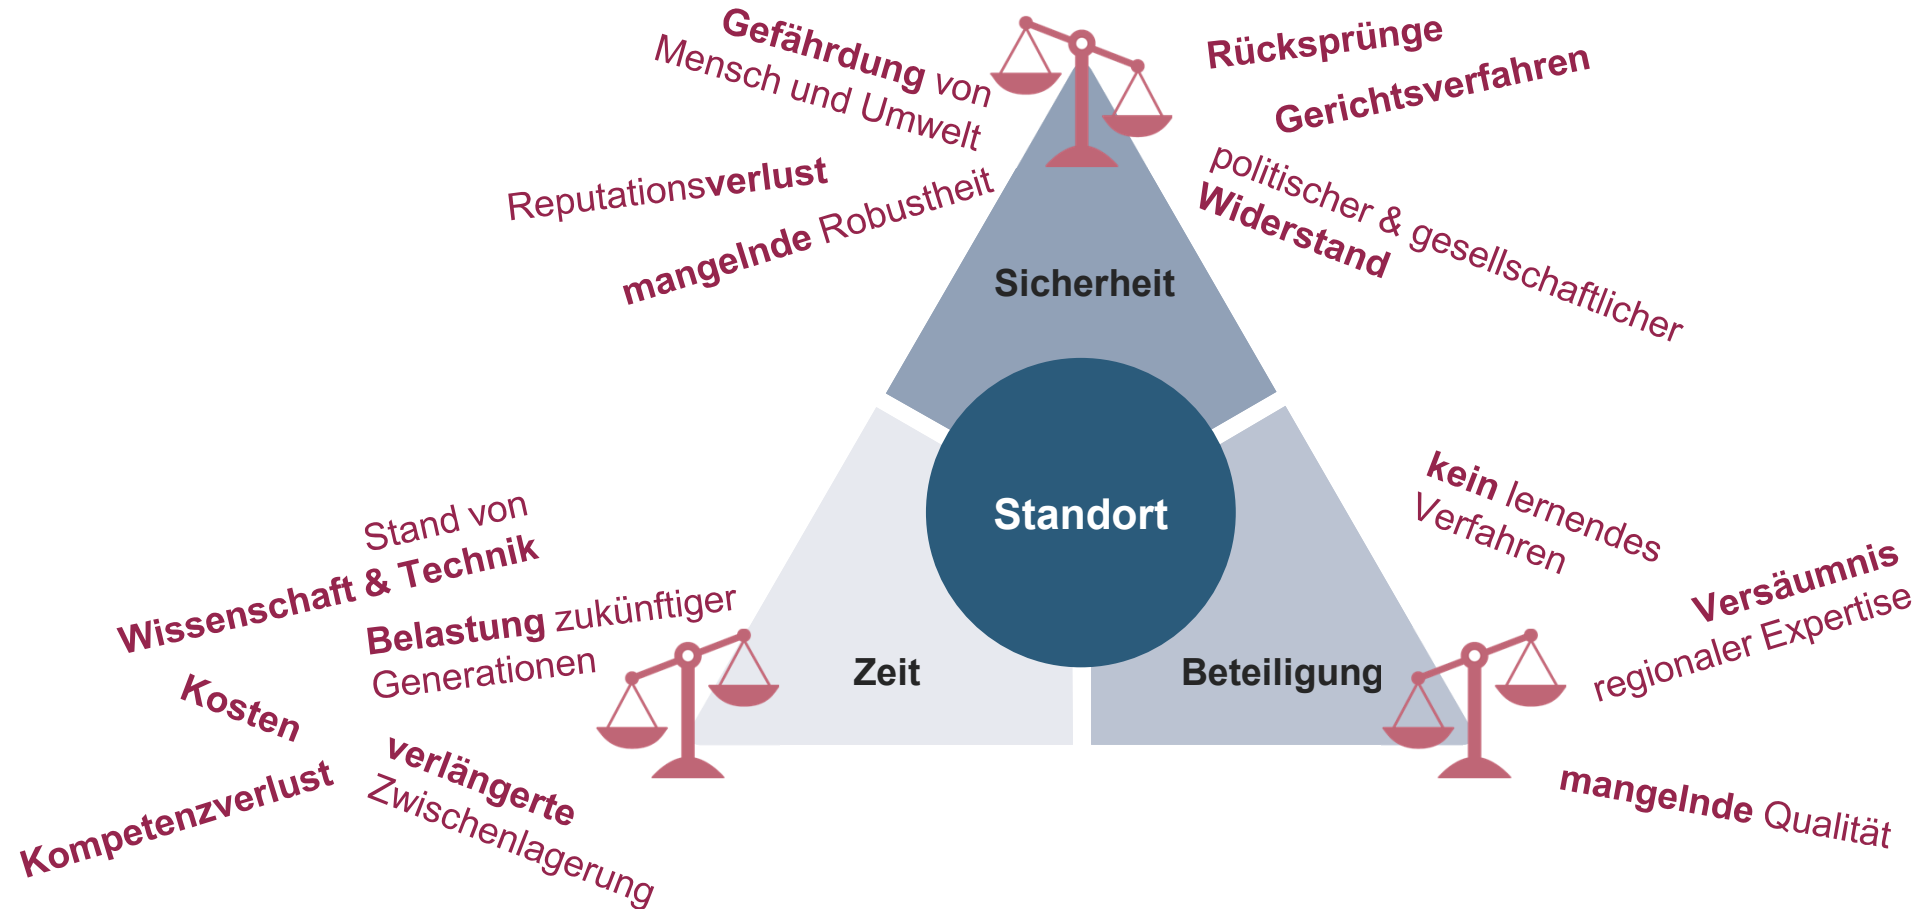 Gefährdung von
Mensch und Umwelt
Reputationsverlust
mangelnde Robustheit
Rücksprünge
Gerichtsverfahren
politischer & gesellschaftlicher
Widerstand
Sicherheit
Standort
Zeit
Beteiligung
Stand von
Wissenschaft & Technik
Belastung zukünftiger
Generationen
Kosten
verlängerte
Zwischenlagerung
Kompetenzverlust
kein lernendes
Verfahren
Versäumnis
regionaler Expertise
mangelnde Qualität